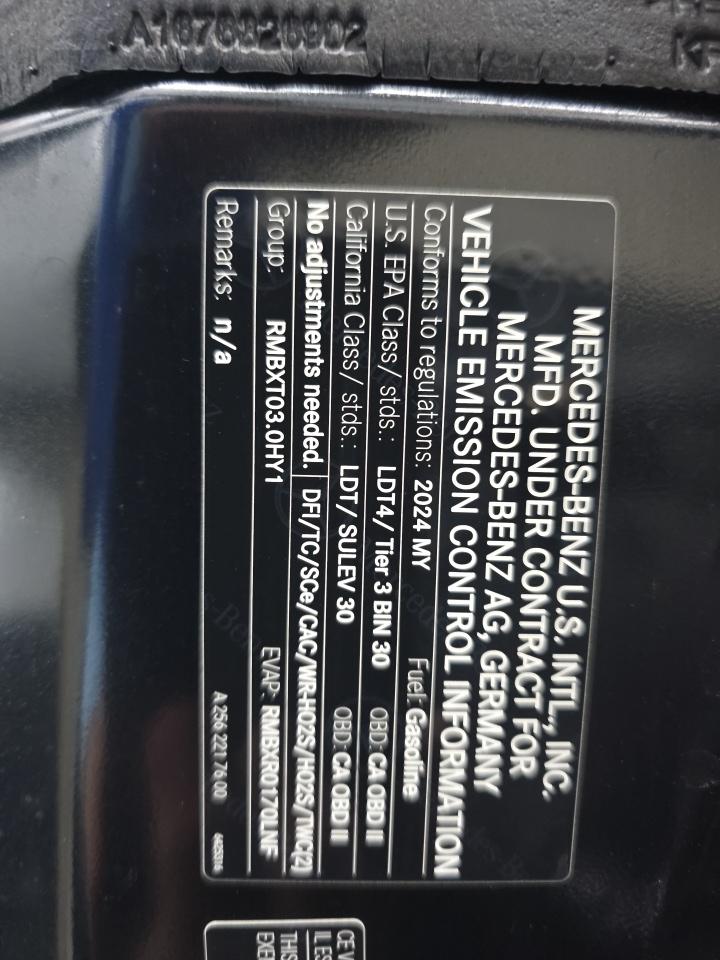 A1676826902
MERCEDES-BENZ U.S. INTL., INC.
MFD. UNDER CONTRACT FOR
MERCEDES-BENZ AG, GERMANY
VEHICLE EMISSION CONTROL INFORMATION
Conforms to regulations: 2024 MY Fuel: Gasoline
U.S. EPA Class / stds.: LDT4/ Tier 3 BIN 30 OBD: CA OBD II
California Class / stds.: LDT/ SULEV 30 OBD: CA OBD II
No adjustments needed. DFI/TC/SCe/CAC/WR-HO2S/HO2S/TWC(2)
Group: RMBXT03.0HY1 EVAP: RMBXR0170LNF
Remarks: n/a A 256 221 76 00
THIS